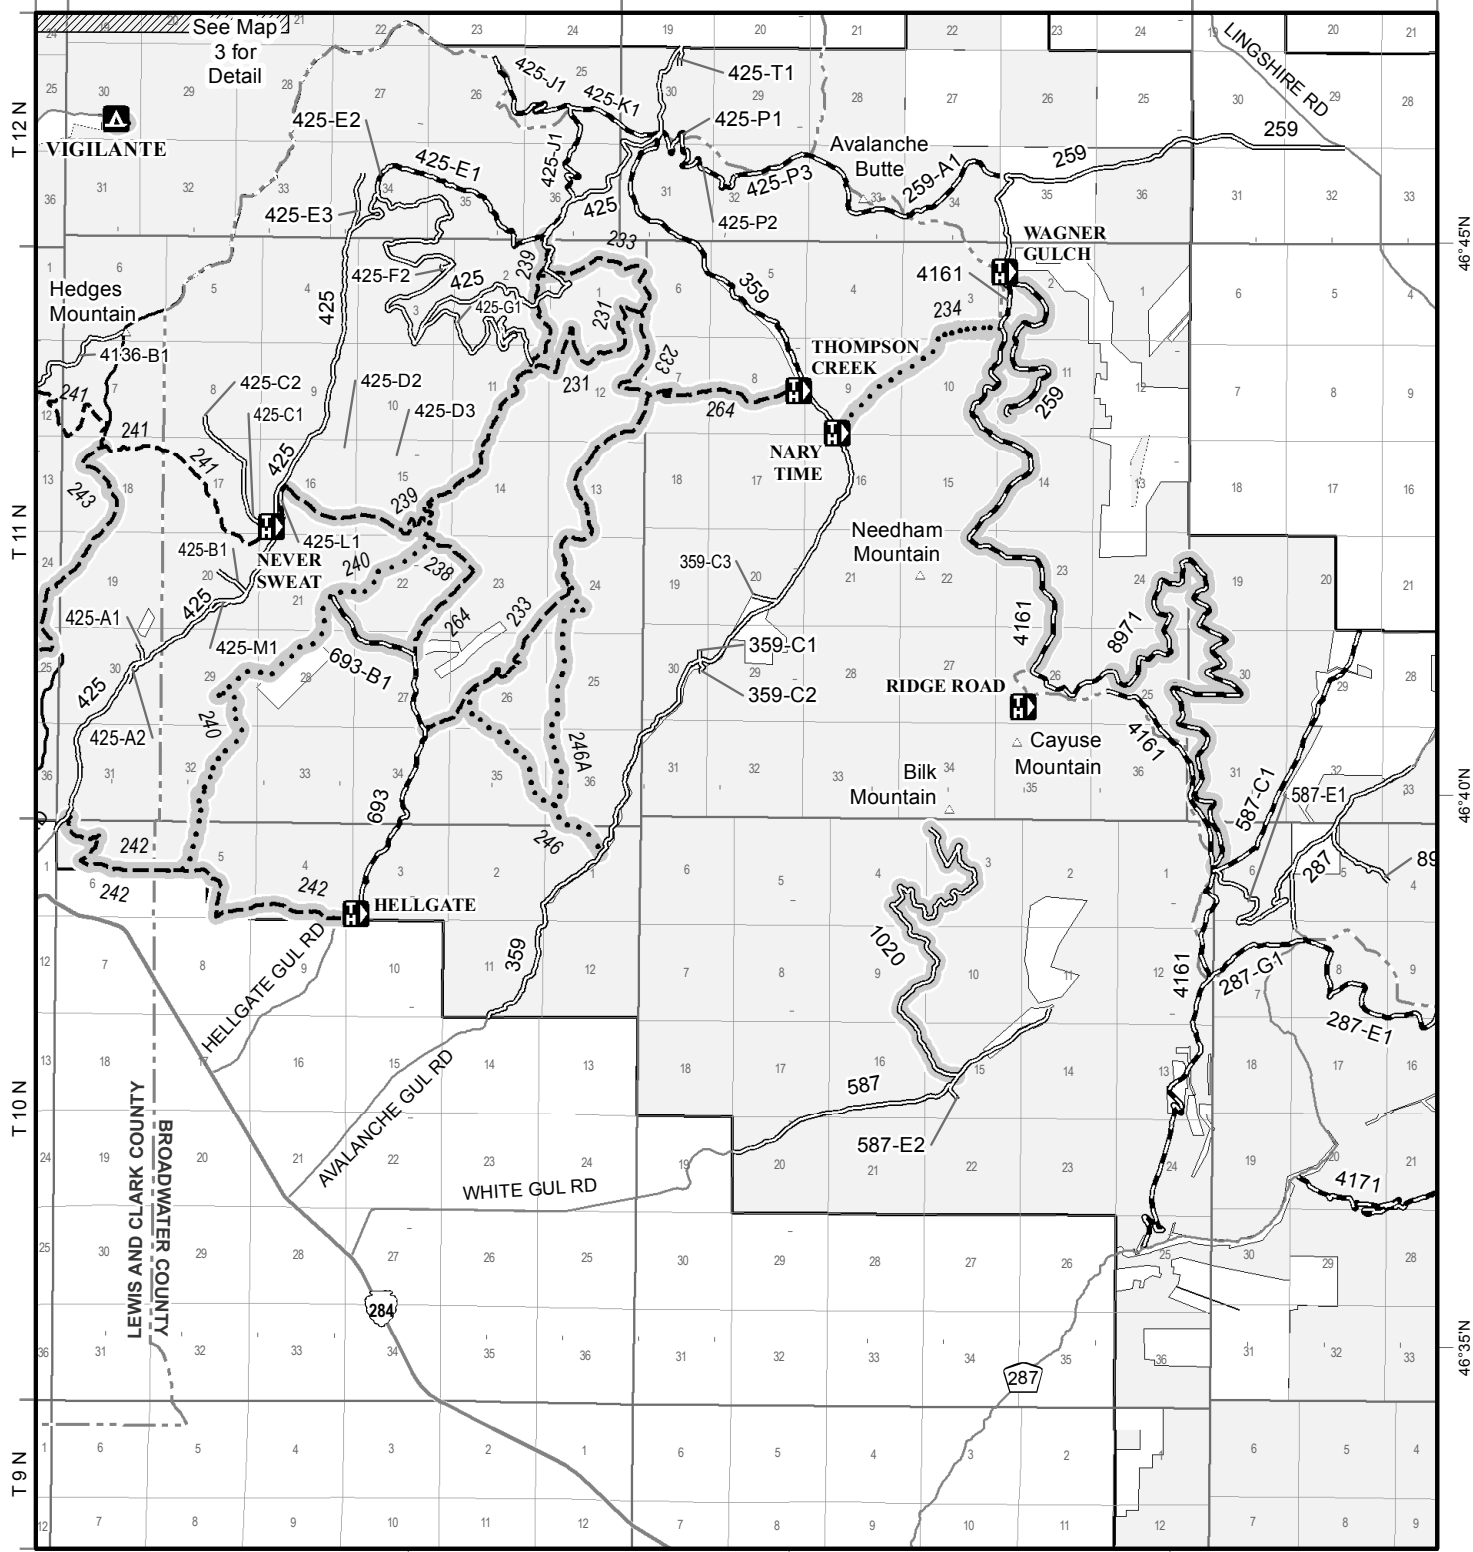 See Map
3 for
Detail
T 12 N
T 11 N
T 10 N
T 9 N
46°45'N
46°40'N
46°35'N
VIGILANTE
425-E2
425-E1
425-E3
425-J1
425-K1
425-J1
425-T1
425-P1
425-P3
425-P2
425
Avalanche
Butte
259-A1
259
259
LINGSHIRE RD
WAGNER
GULCH
4161
Hedges
Mountain
4136-B1
425-F2
425
425
425-G1
239
233
231
231
233
359
234
THOMPSON
CREEK
259
241
241
241
243
425-C2
425-C1
425-D2
425-D3
425
264
NARY
TIME
239
425-L1
NEVER
SWEAT
425-B1
240
238
Needham
Mountain
359-C3
425
425-A1
425-M1
264
233
4161
8971
693-B1
359-C1
359-C2
RIDGE ROAD
425
425-A2
240
246A
Cayuse
Mountain
4161
Bilk
Mountain
587-C1
587-E1
693
246
242
242
242
HELLGATE
287
89
HELLGATE GUL RD
359
1020
4161
287-G1
287-E1
AVALANCHE GUL RD
587
587-E2
WHITE GUL RD
4171
LEWIS AND CLARK COUNTY
BROADWATER COUNTY
284
287